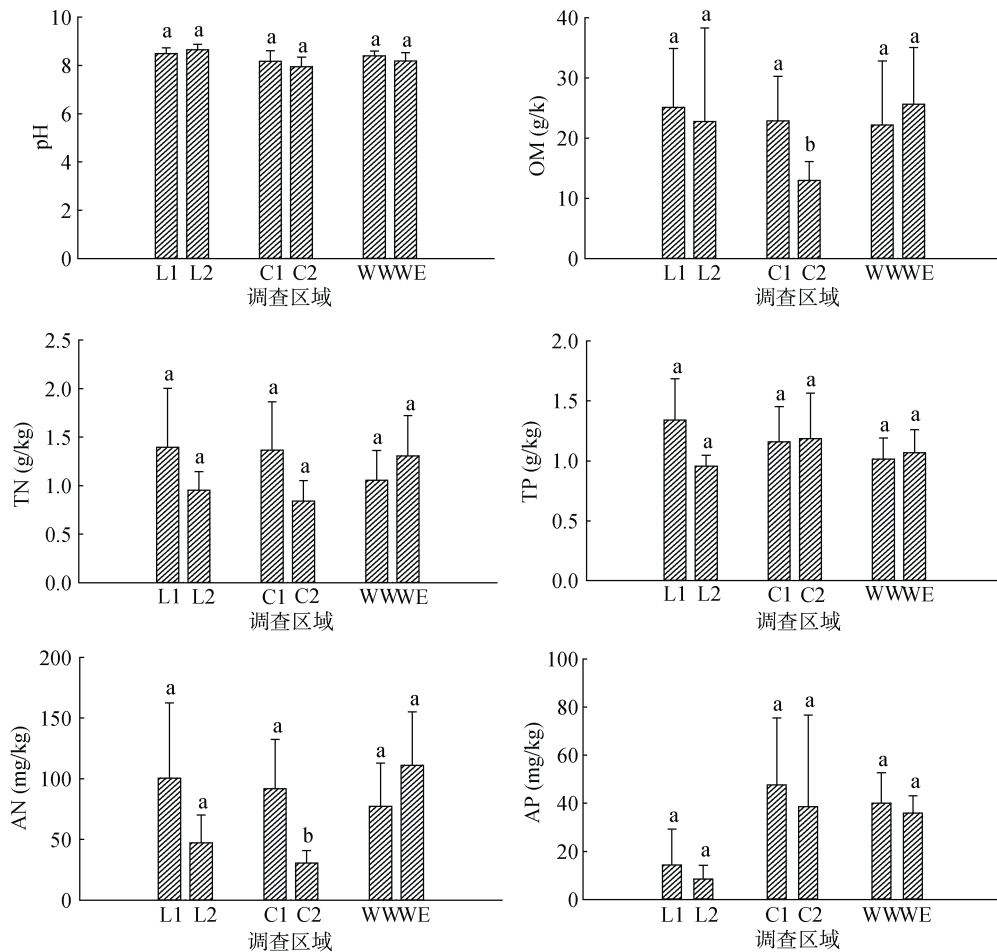 10
8
6
4
2
0
pH
a
a
a
a
a
a
L1 L2 C1 C2 WWWE
调查区域
40
30
20
10
0
OM (g/k)
a
a
a
b
a
a
L1 L2 C1 C2 WWWE
调查区域
2.5
2.0
1.5
1.0
0.5
0.0
TN (g/kg)
a
a
a
a
a
a
L1 L2 C1 C2 WWWE
调查区域
2.0
1.5
1.0
0.5
0.0
TP (g/kg)
a
a
a
a
a
a
L1 L2 C1 C2 WWWE
调查区域
200
150
100
50
0
AN (mg/kg)
a
a
a
b
a
a
L1 L2 C1 C2 WWWE
调查区域
100
80
60
40
20
0
AP (mg/kg)
a
a
a
a
a
a
L1 L2 C1 C2 WWWE
调查区域